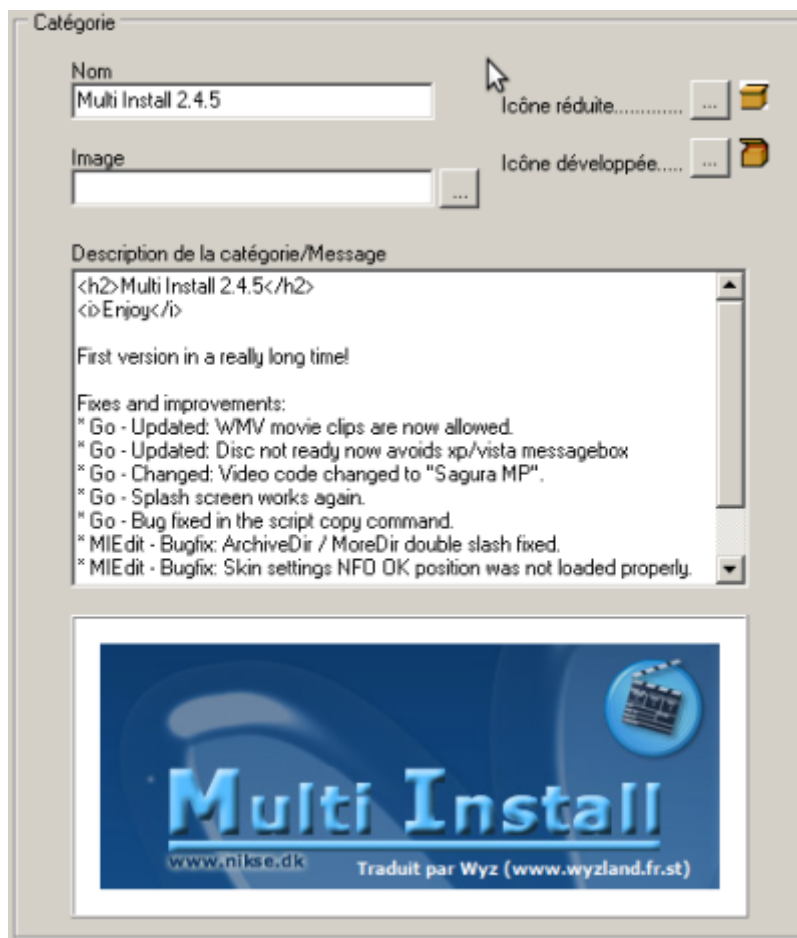 Catégorie
Nom
Multi Install 2.4.5
Icône réduite.............
...
Image
...
Icône développée.....
...
Description de la catégorie/Message
<h2>Multi Install 2.4.5</h2>
<i>Enjoy</i>
First version in a really long time!
Fixes and improvements:
* Go - Updated: WMV movie clips are now allowed.
* Go - Updated: Disc not ready now avoids xp/vista messagebox
* Go - Changed: Video code changed to "Sagura MP".
* Go - Splash screen works again.
* Go - Bug fixed in the script copy command.
* MIEdit - Bugfix: ArchiveDir / MoreDir double slash fixed.
* MIEdit - Bugfix: Skin settings NFO OK position was not loaded properly.
Multi Install
www.nikse.dk
Traduit par Wyz (www.wyzland.fr.st)